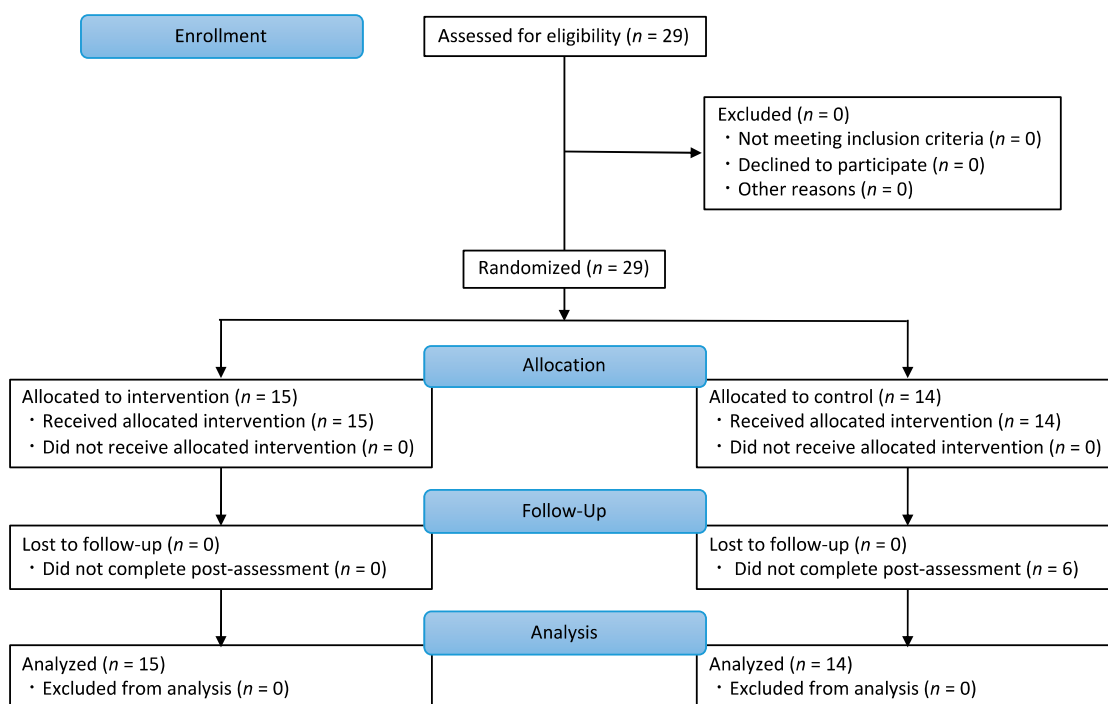 Enrollment
Assessed for eligibility (n = 29)
Excluded (n = 0)
・Not meeting inclusion criteria (n = 0)
・Declined to participate (n = 0)
・Other reasons (n = 0)
Randomized (n = 29)
Allocation
Allocated to intervention (n = 15)
・Received allocated intervention (n = 15)
・Did not receive allocated intervention (n = 0)
Allocated to control (n = 14)
・Received allocated intervention (n = 14)
・Did not receive allocated intervention (n = 0)
Follow-Up
Lost to follow-up (n = 0)
・Did not complete post-assessment (n = 0)
Lost to follow-up (n = 0)
・ Did not complete post-assessment (n = 6)
Analysis
Analyzed (n = 15)
・Excluded from analysis (n = 0)
Analyzed (n = 14)
・Excluded from analysis (n = 0)